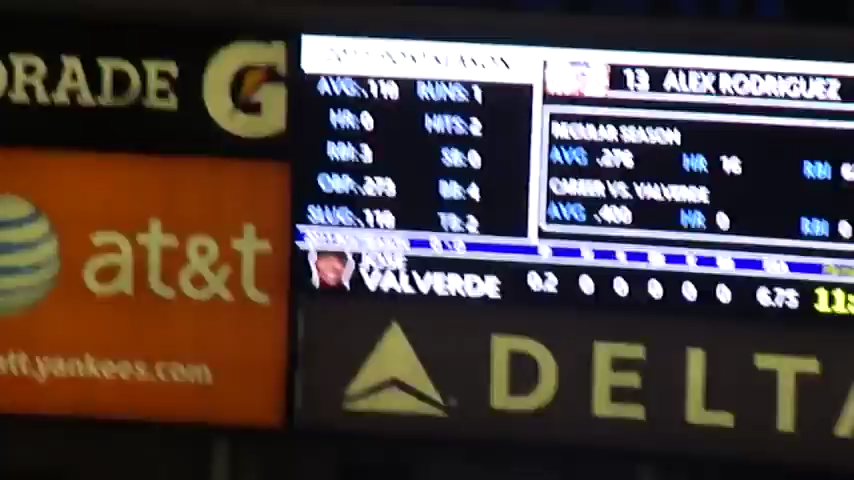 ORADE G
at&t
att.yankees.com
AVG:.110 RUNS:1
HR:0 HITS:2
RBI:3 SB:0
OBP:.273 BB:4
SLUG:.110 TB:2
13 ALEX RODRIGUEZ
REGULAR SEASON
AVG .276 HR 16 RBI
CAREER VS. VALVERDE
AVG .400 HR 0 RBI 0
JOSE
VALVERDE 0.2 0 0 0 0 0 6.75
DELTA